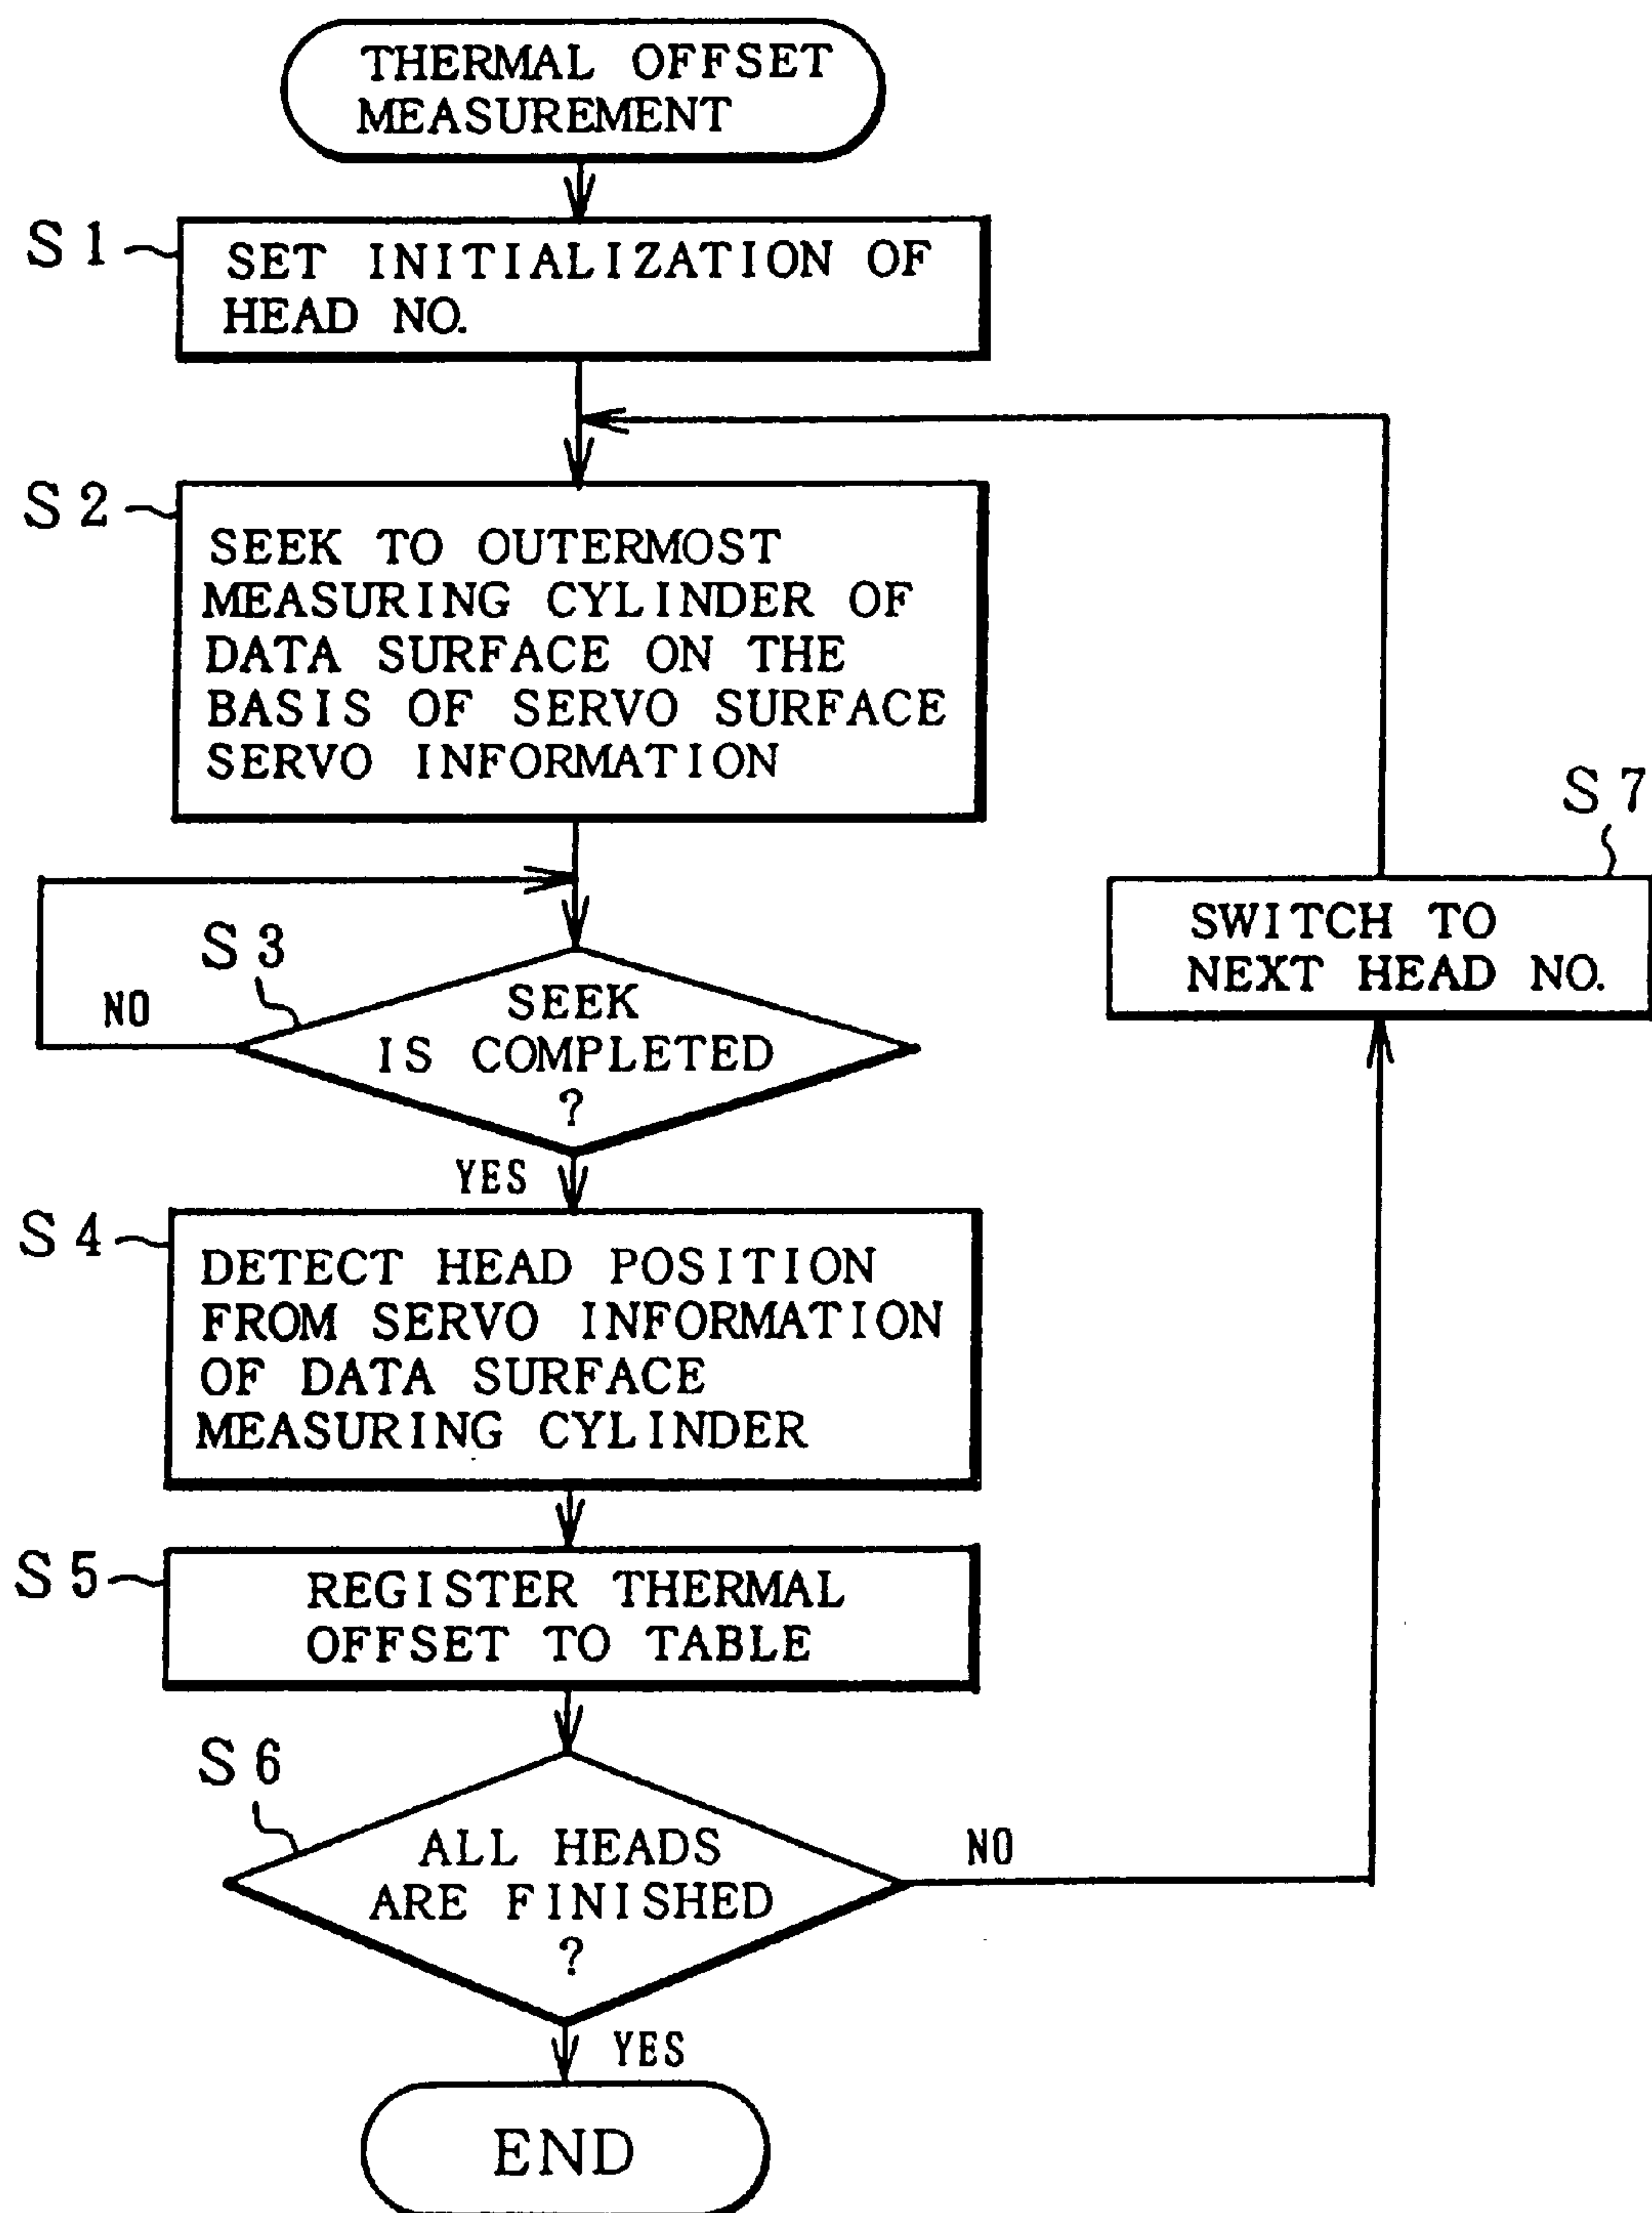 THERMAL OFFSET
MEASUREMENT
S1
SET INITIALIZATION OF
HEAD NO.
S2
SEEK TO OUTERMOST
MEASURING CYLINDER OF
DATA SURFACE ON THE
BASIS OF SERVO SURFACE
SERVO INFORMATION
S7
SWITCH TO
NEXT HEAD NO.
S3
NO
SEEK
IS COMPLETED
?
YES
S4
DETECT HEAD POSITION
FROM SERVO INFORMATION
OF DATA SURFACE
MEASURING CYLINDER
S5
REGISTER THERMAL
OFFSET TO TABLE
S6
ALL HEADS
ARE FINISHED
?
NO
YES
END